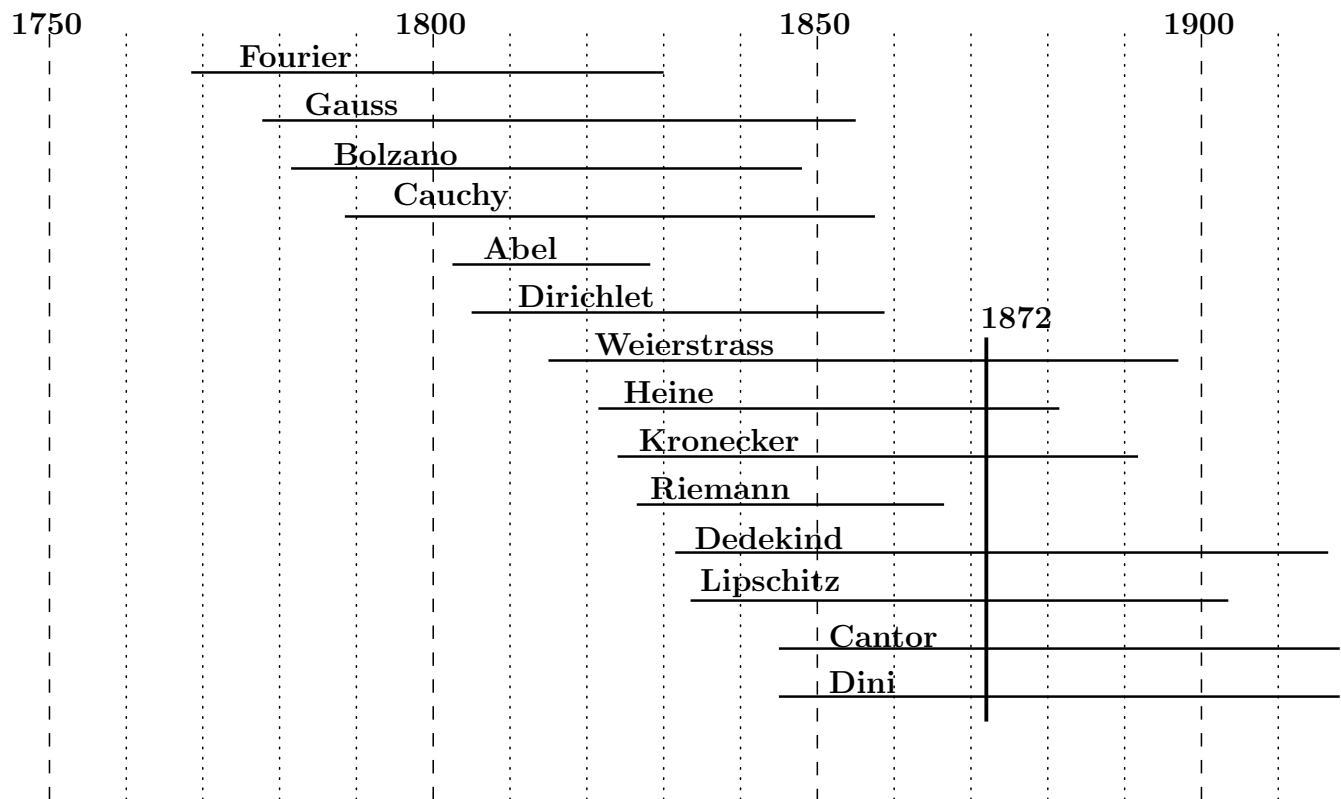 1750 1800 1850 1900
Fourier
Gauss
Bolzano
Cauchy
Abel
Dirichlet
1872
Weierstrass
Heine
Kronecker
Riemann
Dedekind
Lipschitz
Cantor
Dini